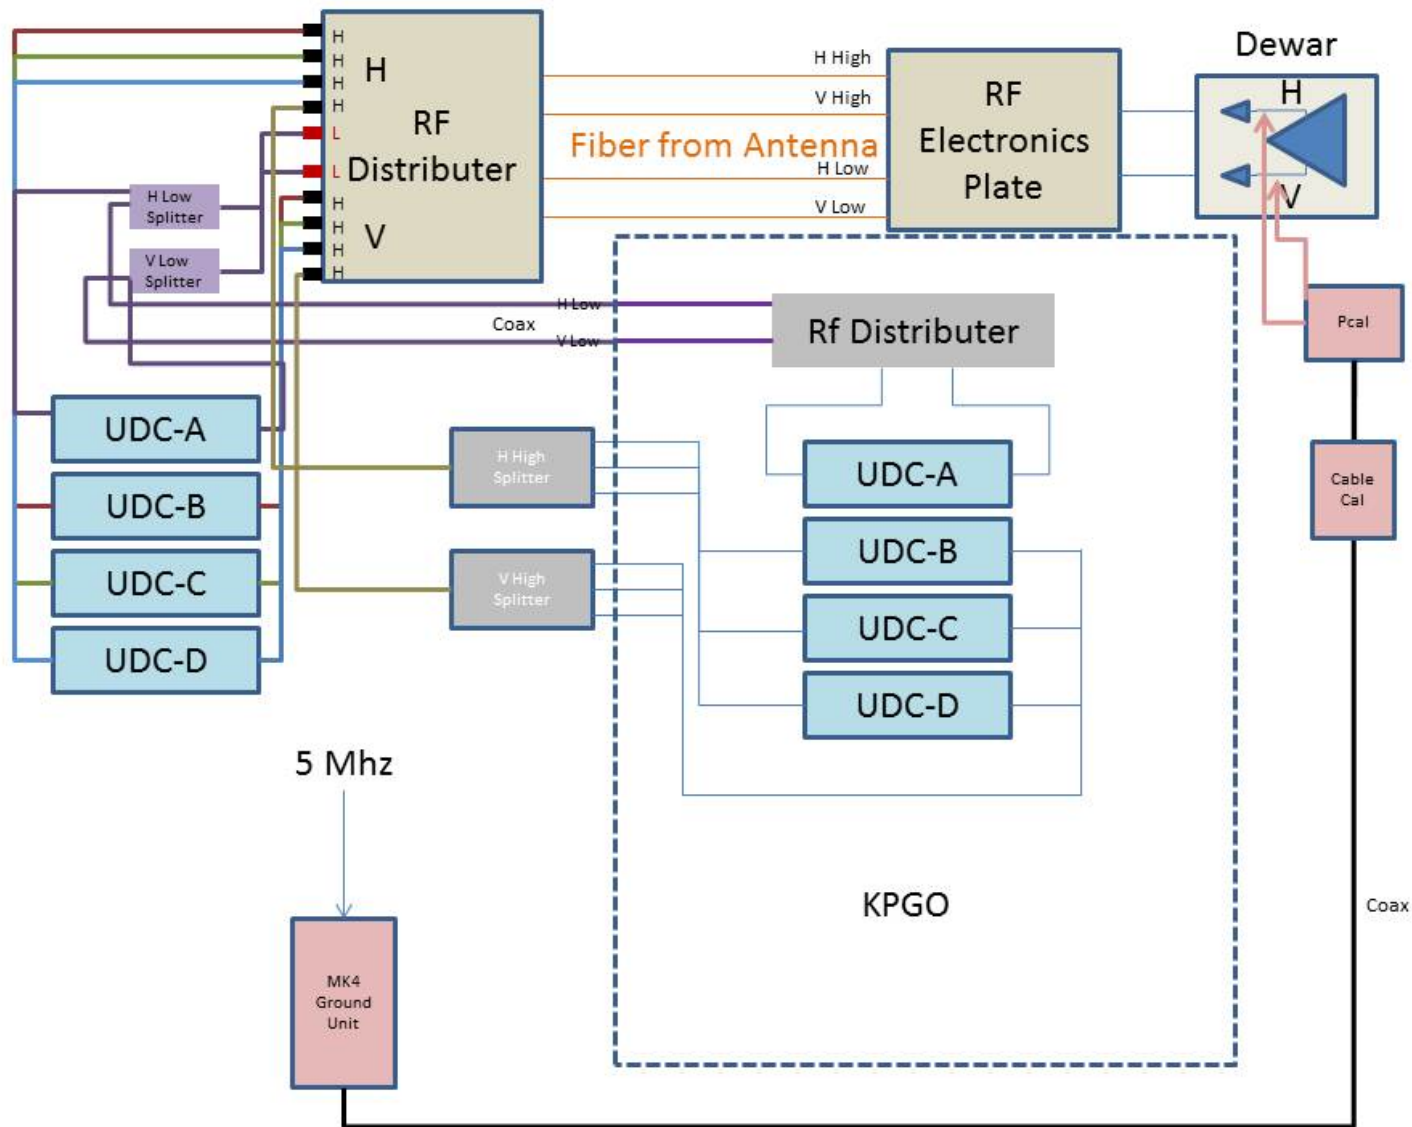 H
H
H
H
L
L
H
H
H
H
H
RF
Distributer
V
H High
V High
Fiber from Antenna
H Low
V Low
RF
Electronics
Plate
Dewar
H
V
H Low
Splitter
V Low
Splitter
H Low
Coax
V Low
Rf Distributer
Pcal
UDC-A
UDC-B
UDC-C
UDC-D
H High
Splitter
V High
Splitter
UDC-A
UDC-B
UDC-C
UDC-D
Cable
Cal
5 Mhz
MK4
Ground
Unit
KPGO
Coax